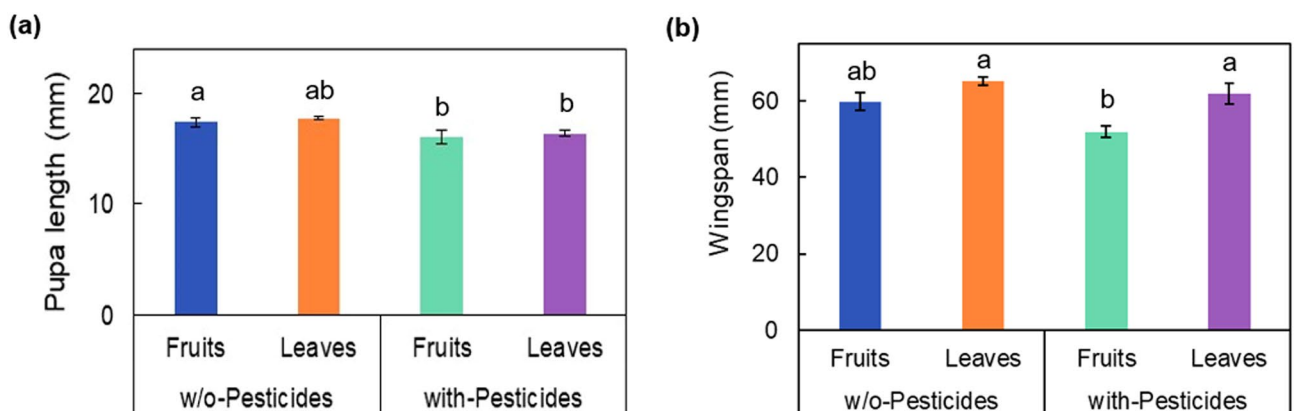 (a)
Pupa length (mm)
20
10
0
a
ab
b
b
Fruits
Leaves
Fruits
Leaves
w/o-Pesticides
with-Pesticides
(b)
Wingspan (mm)
60
40
20
0
ab
a
b
a
Fruits
Leaves
Fruits
Leaves
w/o-Pesticides
with-Pesticides